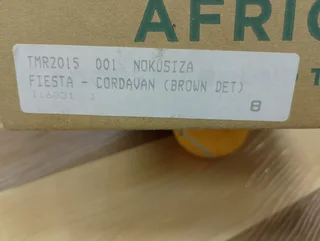 AFRIC
TMR2015 001 NOKUSIZA
FIESTA - CORDAVAN (BROWN DET)
8